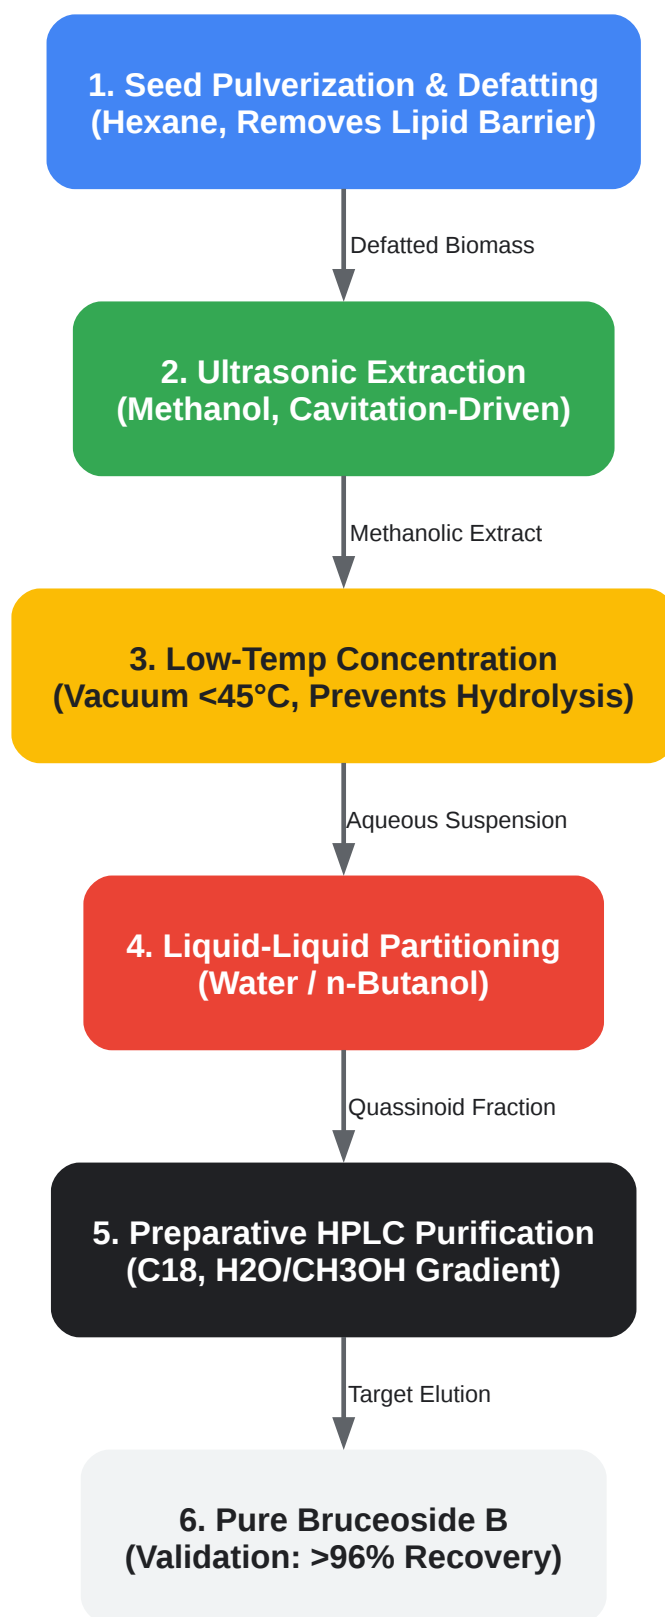 1. Seed Pulverization & Defatting
(Hexane, Removes Lipid Barrier)
Defatted Biomass
2. Ultrasonic Extraction
(Methanol, Cavitation-Driven)
Methanolic Extract
3. Low-Temp Concentration
(Vacuum <45°C, Prevents Hydrolysis)
Aqueous Suspension
4. Liquid-Liquid Partitioning
(Water / n-Butanol)
Quassinoid Fraction
5. Preparative HPLC Purification
(C18, H2O/CH3OH Gradient)
Target Elution
6. Pure Bruceoside B
(Validation: >96% Recovery)